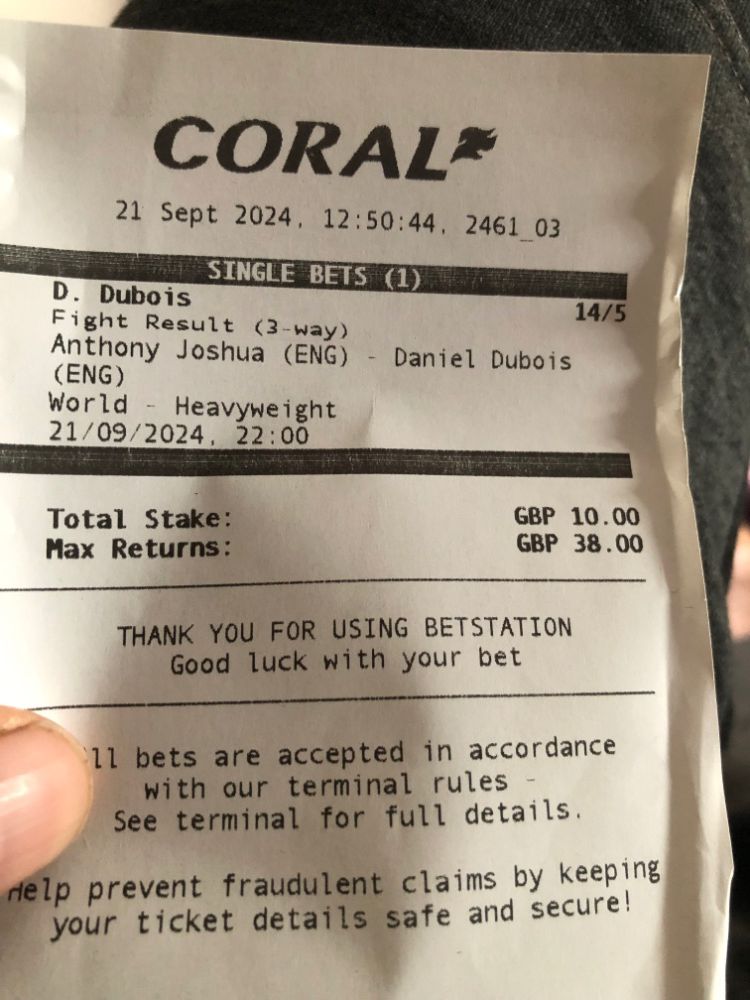 CORAL
21 Sept 2024, 12:50:44, 2461_03
SINGLE BETS (1)
D. Dubois 14/5
Fight Result (3-way)
Anthony Joshua (ENG) - Daniel Dubois
(ENG)
World - Heavyweight
21/09/2024, 22:00
Total Stake: GBP 10.00
Max Returns: GBP 38.00
THANK YOU FOR USING BETSTATION
Good luck with your bet
ll bets are accepted in accordance
with our terminal rules -
See terminal for full details.
Help prevent fraudulent claims by keeping
your ticket details safe and secure!